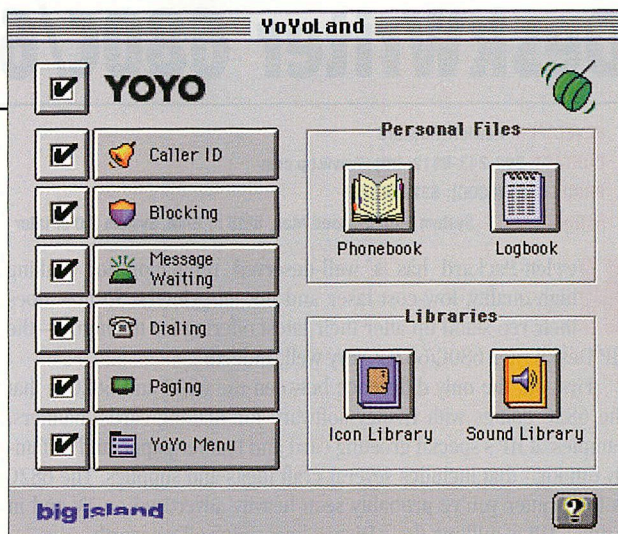 YoYoLand
YOYO
Caller ID
Blocking
Message
Waiting
Dialing
Paging
YoYo Menu
Personal Files
Phonebook
Logbook
Libraries
Icon Library
Sound Library
big island
?